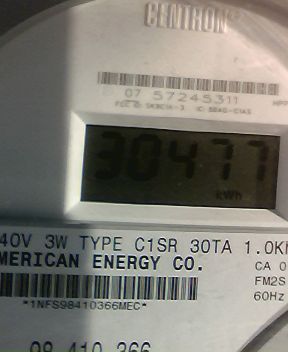 CENTRON
07 57245311
30477
kWh
40V 3W TYPE C1SR 30TA 1.0K
MERICAN ENERGY CO.
CA 0
FM2S
*1NFS98410366MEC*
60Hz
98 410 366